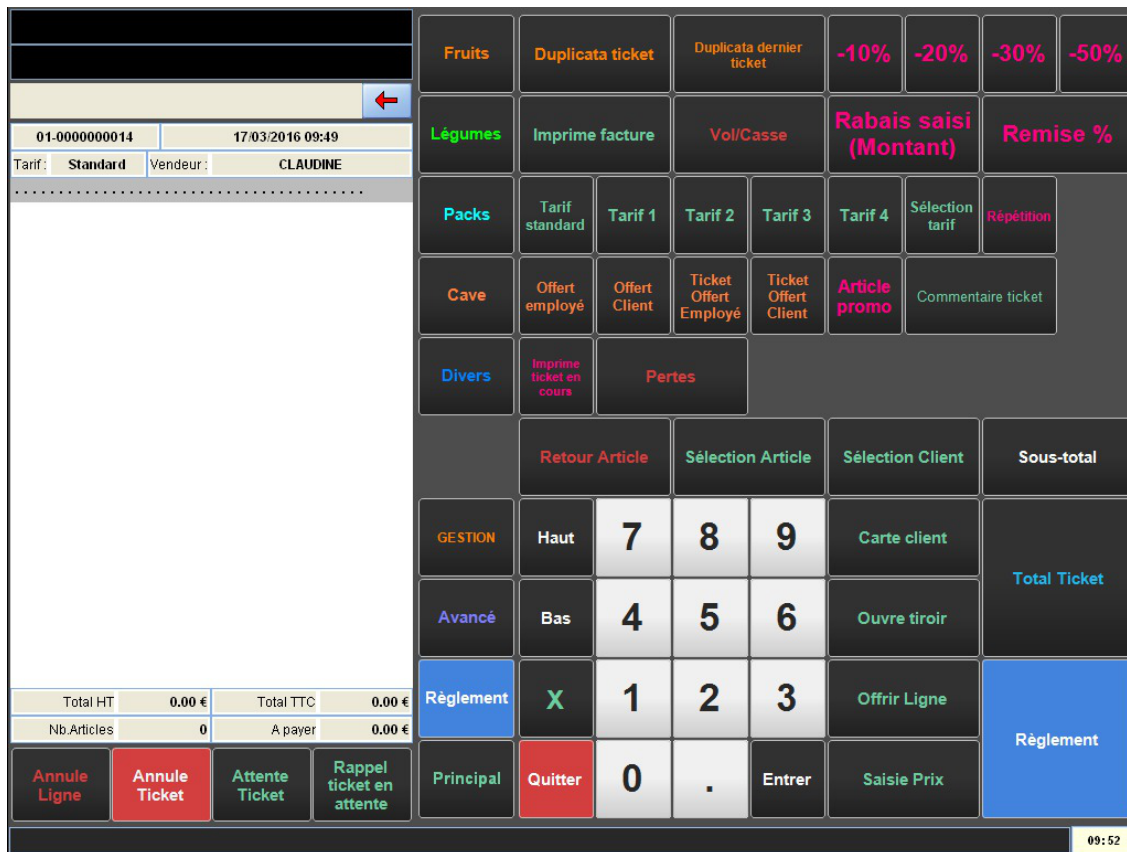 01-0000000014 17/03/2016 09:49
Tarif : Standard Vendeur : CLAUDINE
. . . . . . . . . . . . . . . . . . . . . . . . . . . . . . . . . . . . . . . .
Total HT 0.00 € Total TTC 0.00 €
Nb.Articles 0 A payer 0.00 €
Annule
Ligne
Annule
Ticket
Attente
Ticket
Rappel
ticket en
attente
Fruits
Duplicata ticket
Duplicata dernier
ticket
-10%
-20%
-30%
-50%
Légumes
Imprime facture
Vol/Casse
Rabais saisi
(Montant)
Remise %
Packs
Tarif
standard
Tarif 1
Tarif 2
Tarif 3
Tarif 4
Sélection
tarif
Répétition
Cave
Offert
employé
Offert
Client
Ticket
Offert
Employé
Ticket
Offert
Client
Article
promo
Commentaire ticket
Divers
Imprime
ticket en
cours
Pertes
Retour Article
Sélection Article
Sélection Client
Sous-total
GESTION
Haut
7
8
9
Carte client
Total Ticket
Avancé
Bas
4
5
6
Ouvre tiroir
Règlement
X
1
2
3
Offrir Ligne
Règlement
Principal
Quitter
0
.
Entrer
Saisie Prix
09:52